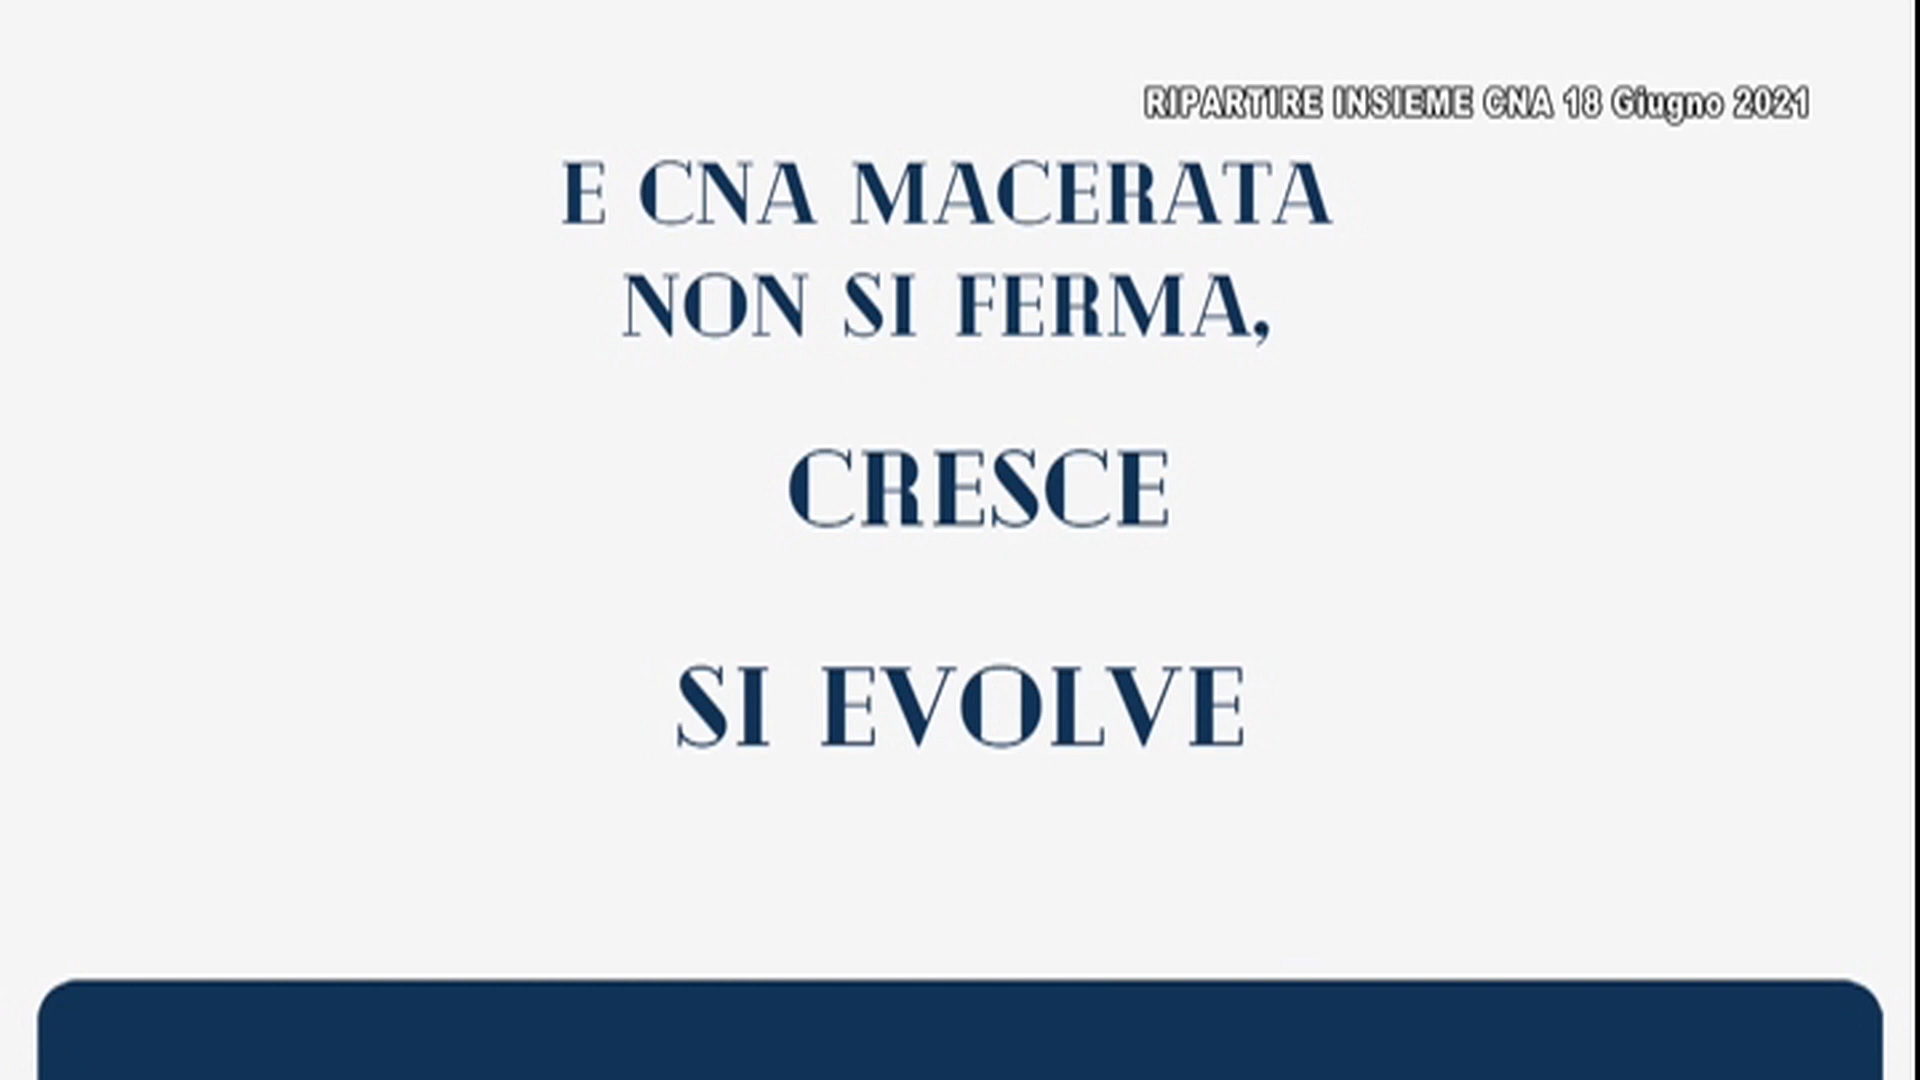 RIPARTIRE INSIEME CNA 18 Giugno 2021
E CNA MACERATA
NON SI FERMA,
CRESCE
SI EVOLVE